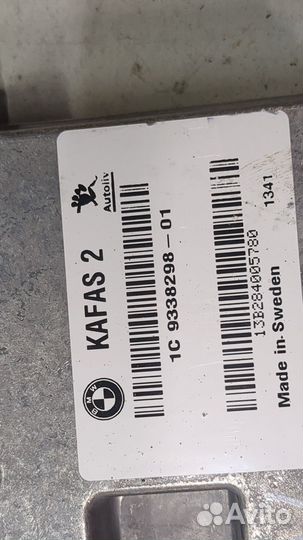 BMW
KAFAS 2
Autoliv
1C 9338298-01
13B284005780
1341
Made in Sweden
Avito